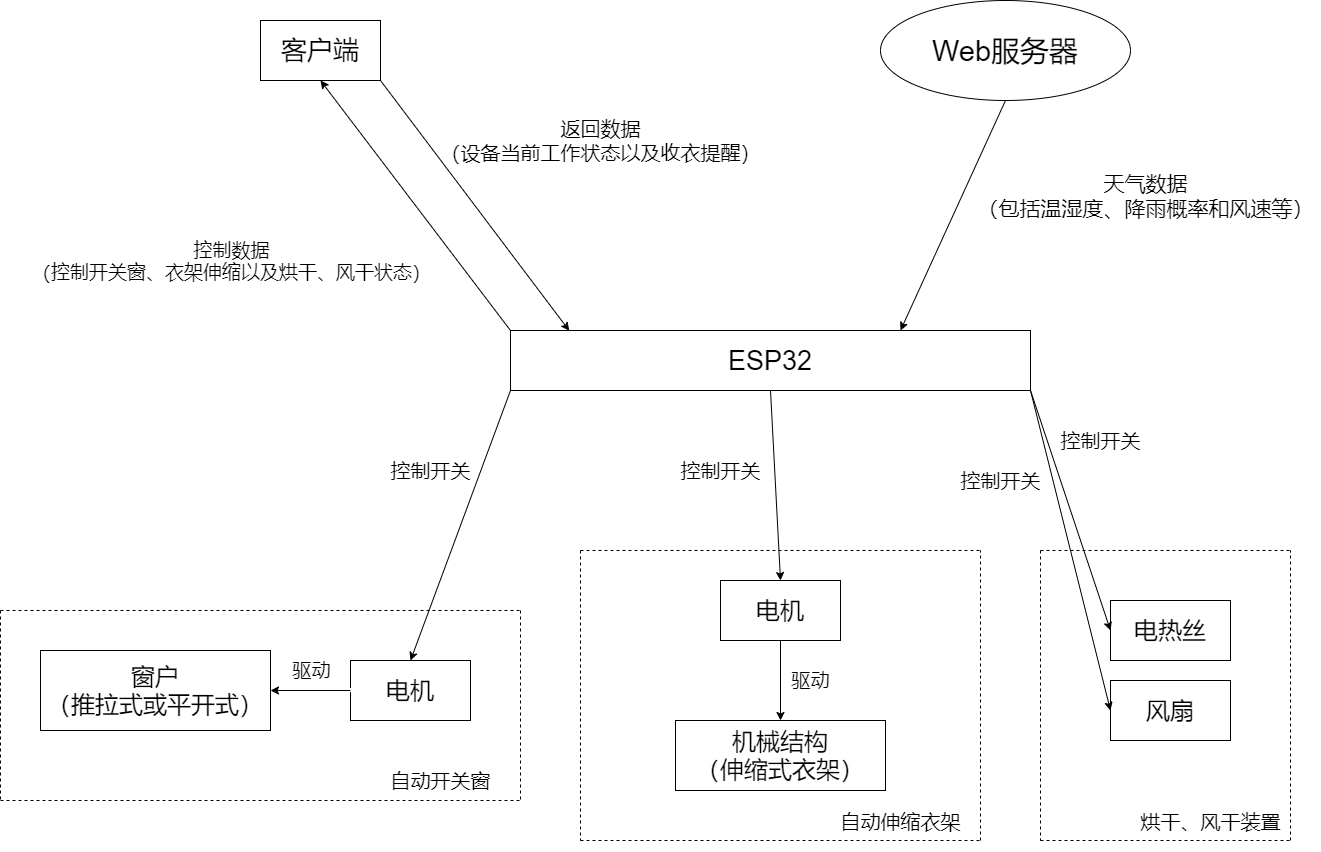 客户端
Web服务器
返回数据
（设备当前工作状态以及收衣提醒）
天气数据
（包括温湿度、降雨概率和风速等）
控制数据
（控制开关窗、衣架伸缩以及烘干、风干状态）
ESP32
控制开关
控制开关
控制开关
控制开关
电机
电热丝
窗户
（推拉式或平开式）
驱动
电机
驱动
风扇
机械结构
（伸缩式衣架）
自动开关窗
自动伸缩衣架
烘干、风干装置